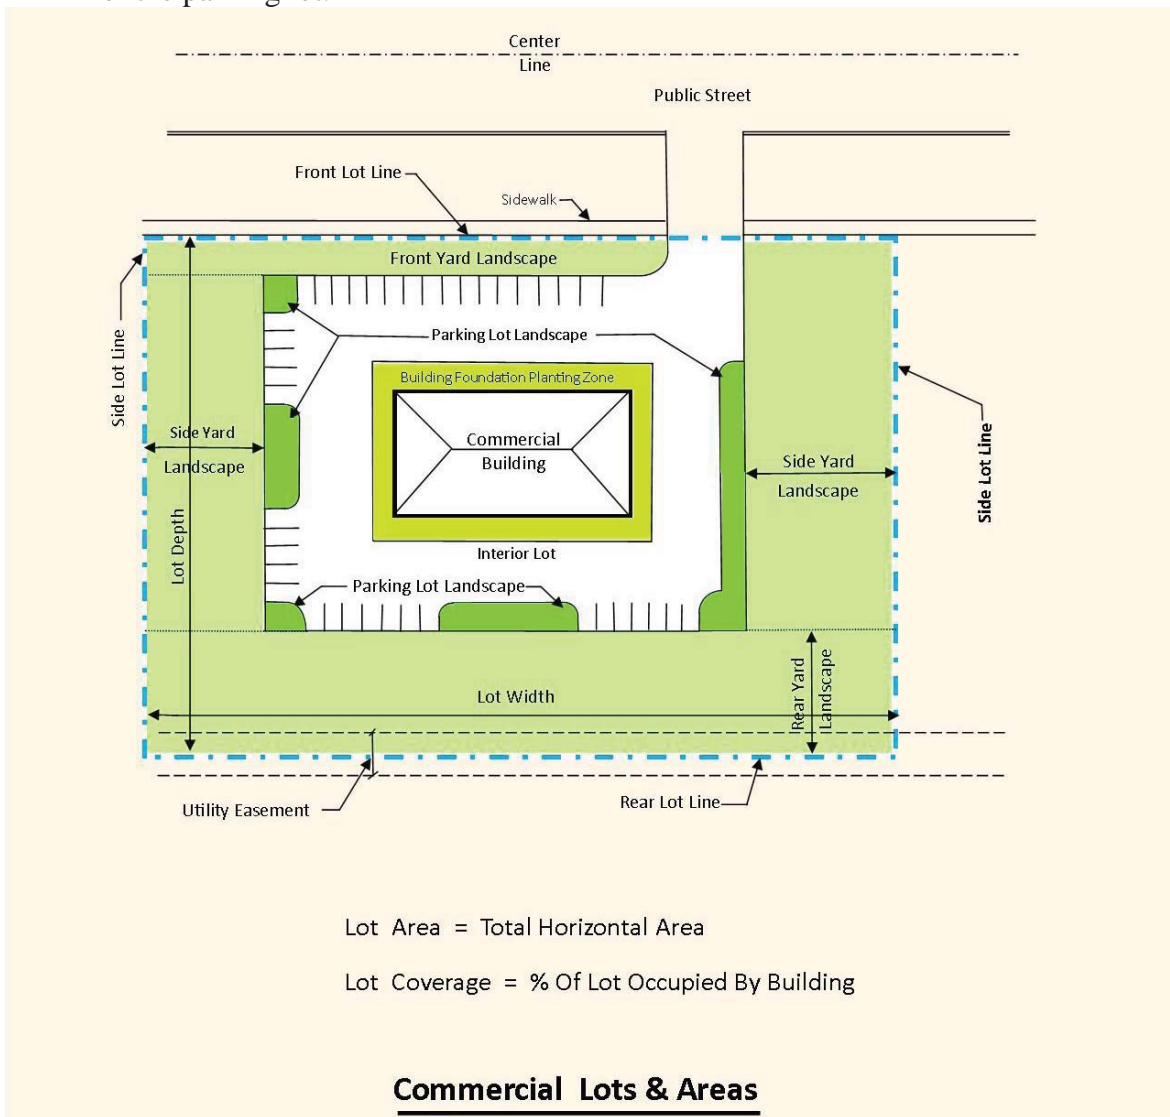 Center
Line
Public Street
Front Lot Line
Sidewalk
Front Yard Landscape
Side Lot Line
Parking Lot Landscape
Building Foundation Planting Zone
Side Yard
Landscape
Commercial
Building
Side Yard
Landscape
Side Lot Line
Lot Depth
Interior Lot
Parking Lot Landscape
Rear Yard
Landscape
Lot Width
Utility Easement
Rear Lot Line
Lot Area = Total Horizontal Area
Lot Coverage = % Of Lot Occupied By Building
Commercial Lots & Areas